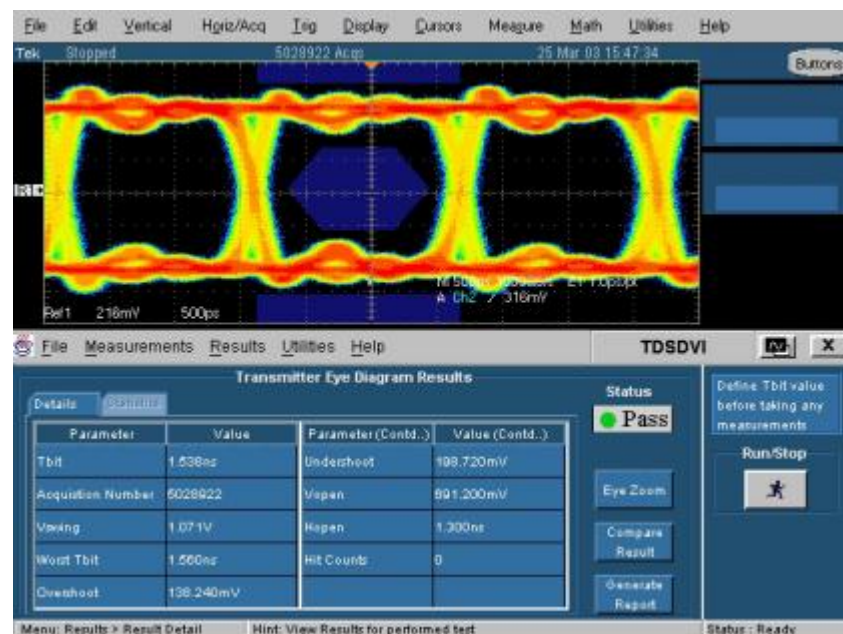 File Edit Vertical Horiz/Acq Trig Display Cursors Measure Math Utilities Help
Tek Stopped 5028922 Acqs 25 Mar 03 15:47:34
Buttons
A Ch2 / 316mV
Ref1 216mV 500ps
File Measurements Results Utilities Help TDSDVI X
Transmitter Eye Diagram Results
Details Statistics
Status
Pass
Define Tbit value
before taking any
measurements
Parameter Value Parameter(Contd..) Value (Contd..)
Tbit 1.538ns Undershoot 198.720mV
Acquistion Number 5028922 Vopen 891.200mV
Vswing 1.071V Hopen 1.300ns
Worst Tbit 1.560ns Hit Counts 0
Overshoot 138.240mV
Eye Zoom
Compare
Result
Generate
Report
Run/Stop
Menu: Results > Result Detail Hint: View Results for performed test Status : Ready